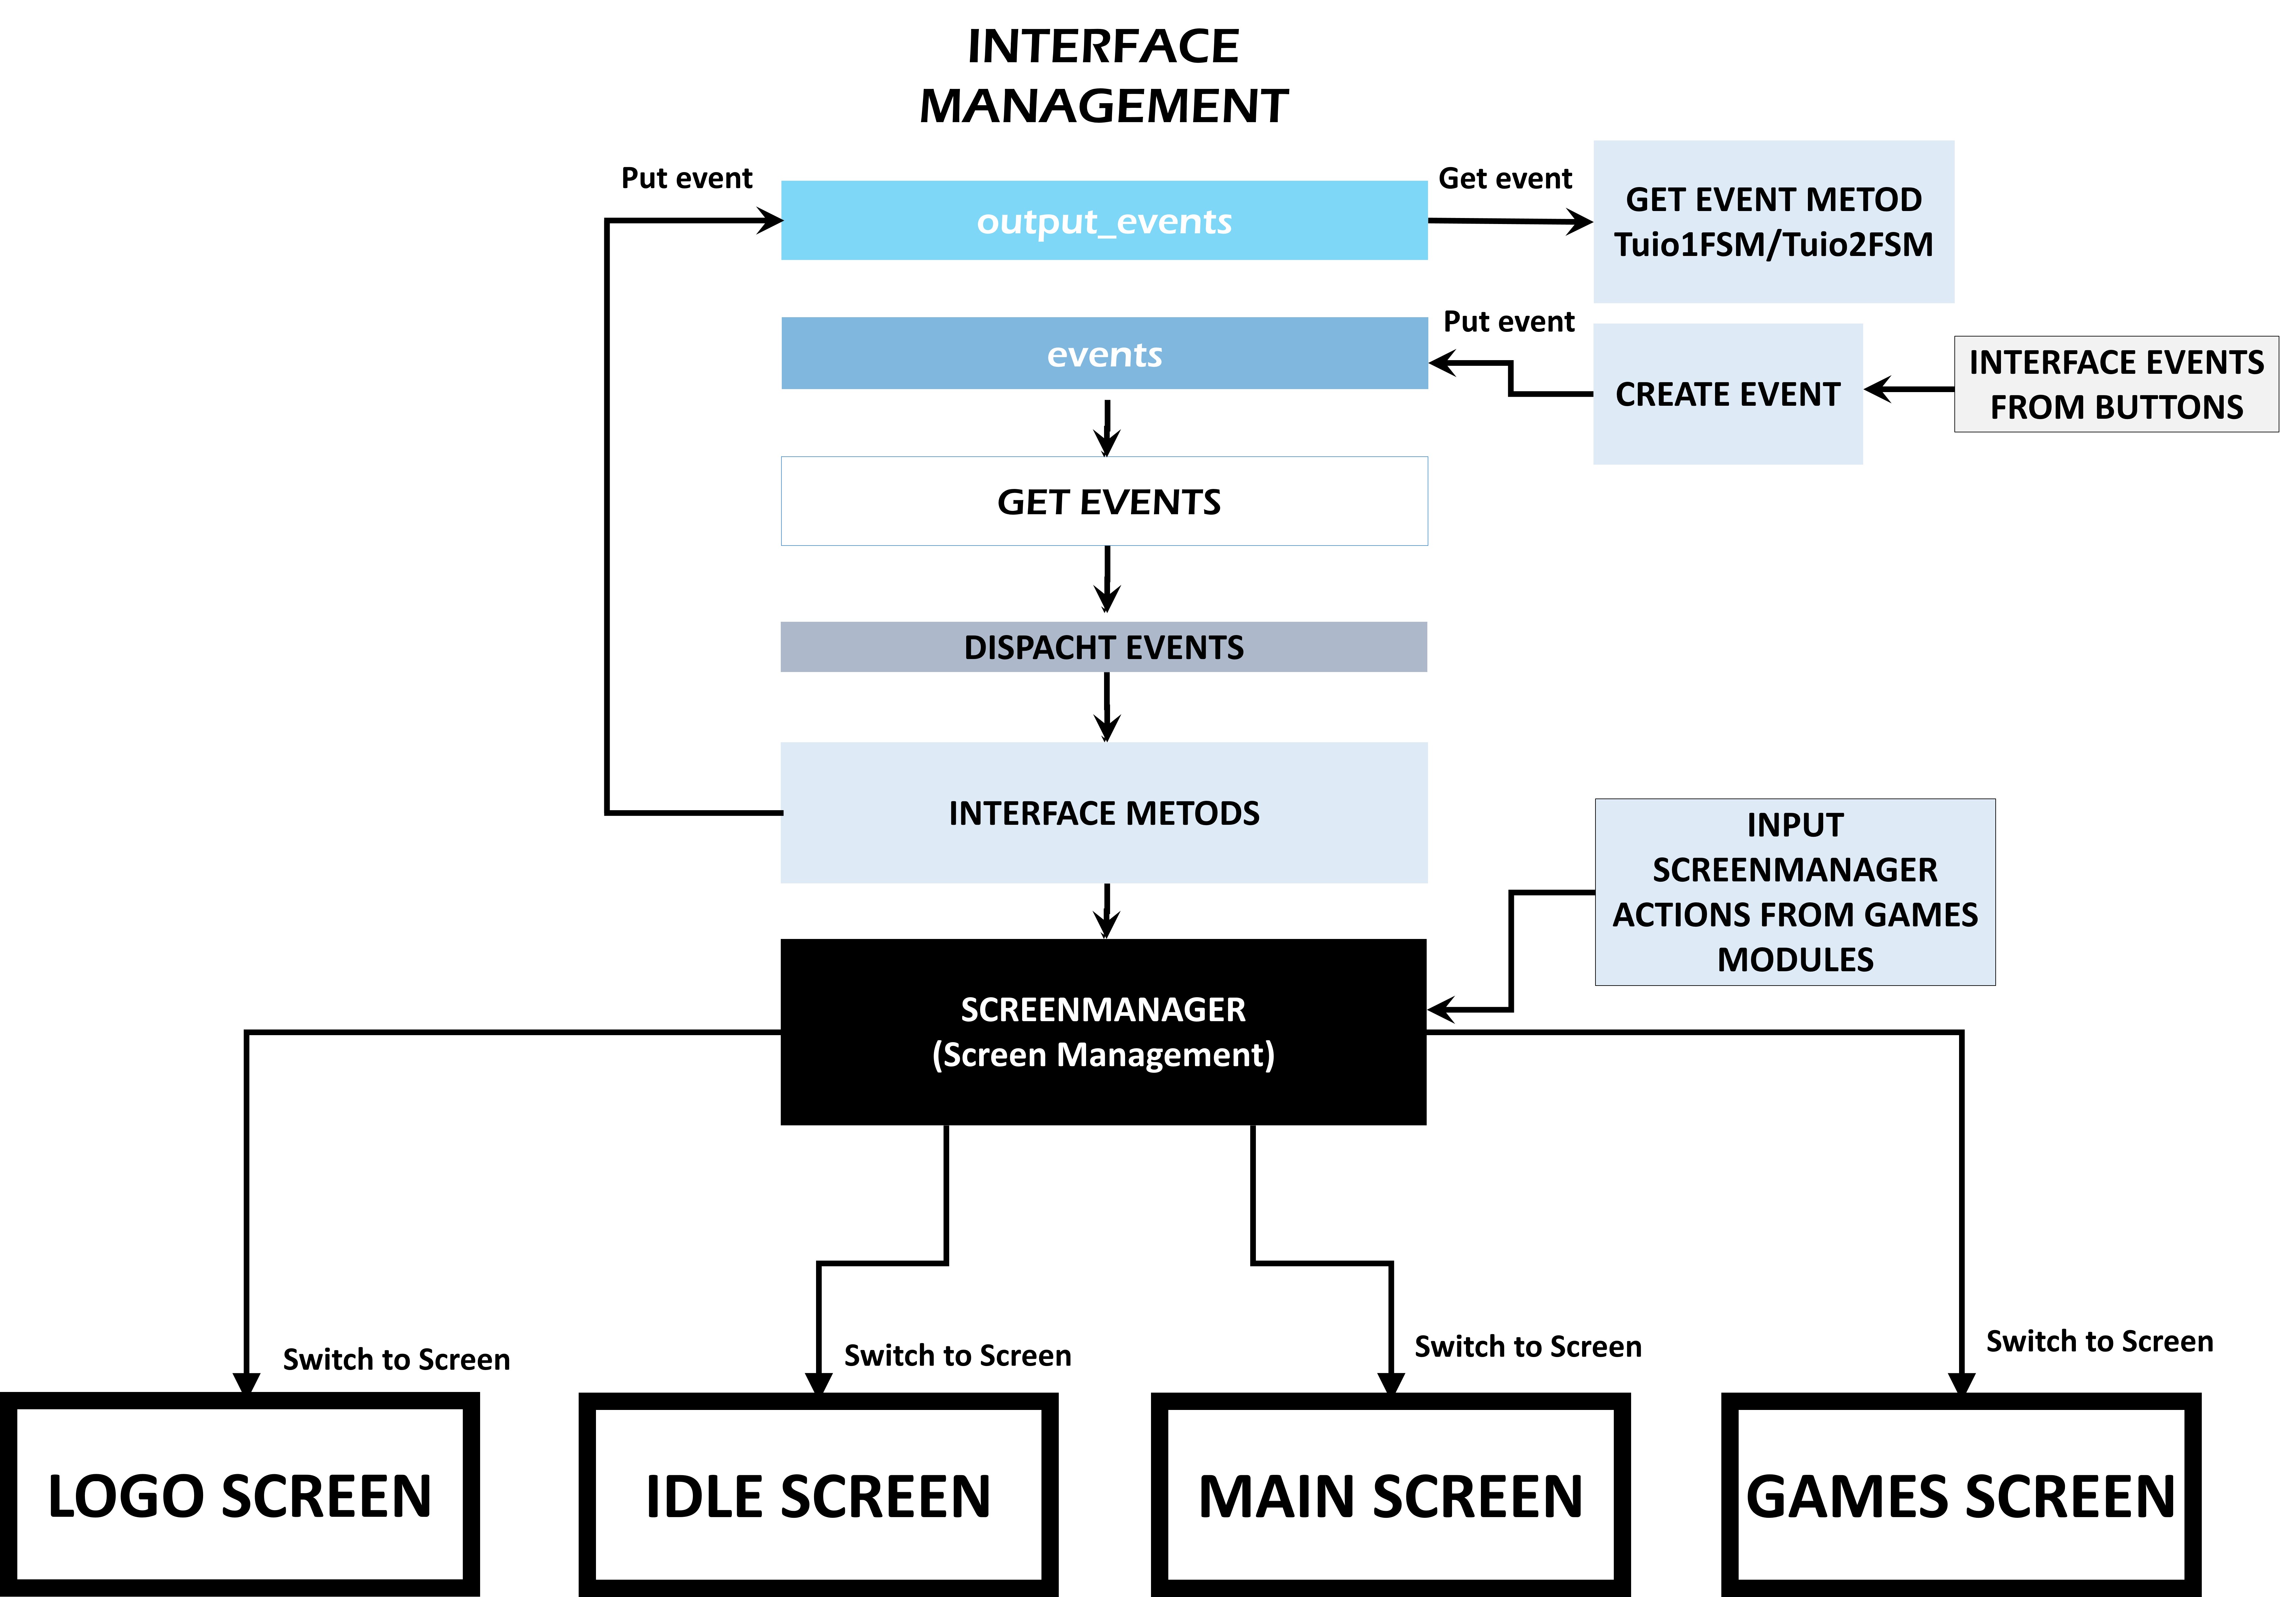 INTERFACE
MANAGEMENT
Put event
output_events
Get event
GET EVENT METOD
Tuio1FSM/Tuio2FSM
events
Put event
CREATE EVENT
INTERFACE EVENTS
FROM BUTTONS
GET EVENTS
DISPACHT EVENTS
INTERFACE METODS
INPUT
SCREENMANAGER
ACTIONS FROM GAMES
MODULES
SCREENMANAGER
(Screen Management)
Switch to Screen
Switch to Screen
Switch to Screen
Switch to Screen
LOGO SCREEN
IDLE SCREEN
MAIN SCREEN
GAMES SCREEN